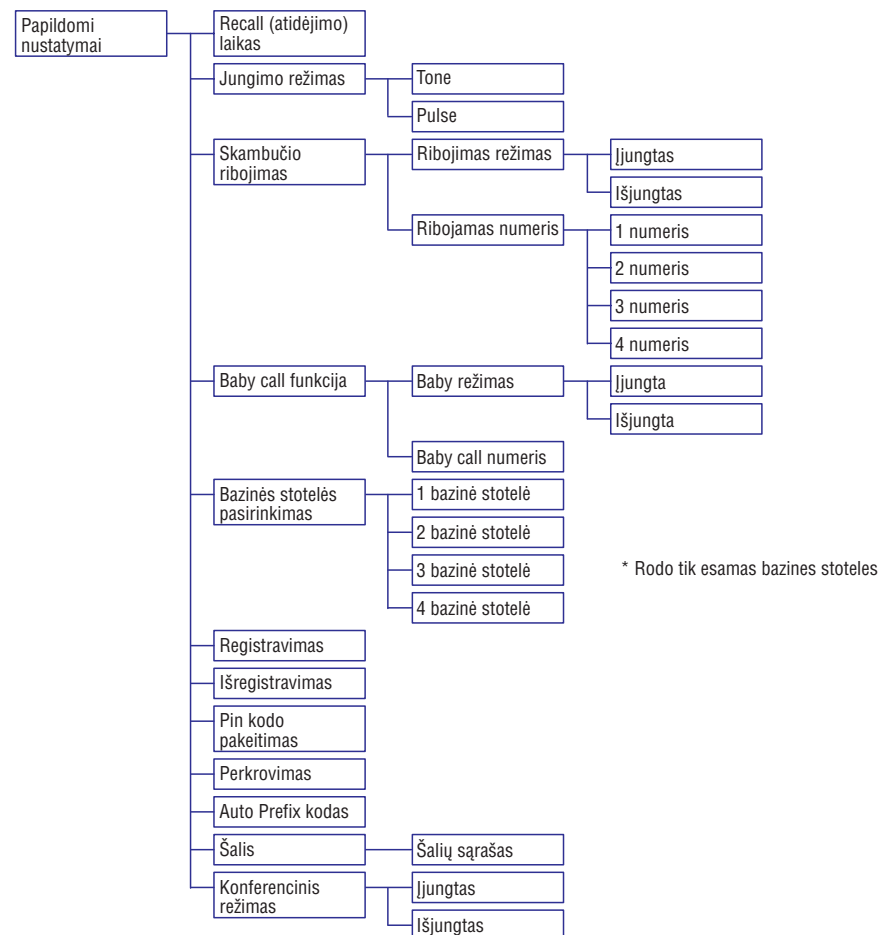 Papildomi
nustatymai
Recall (atidėjimo)
laikas
Jungimo režimas
Tone
Pulse
Skambučio
ribojimas
Ribojimas režimas
Įjungtas
Išjungtas
Ribojamas numeris
1 numeris
2 numeris
3 numeris
4 numeris
Baby call funkcija
Baby režimas
Įjungta
Išjungta
Baby call numeris
Bazinės stotelės
pasirinkimas
1 bazinė stotelė
2 bazinė stotelė
3 bazinė stotelė
4 bazinė stotelė
* Rodo tik esamas bazines stoteles
Registravimas
Išregistravimas
Pin kodo
pakeitimas
Perkrovimas
Auto Prefix kodas
Šalis
Šalių sąrašas
Konferencinis
režimas
Įjungtas
Išjungtas